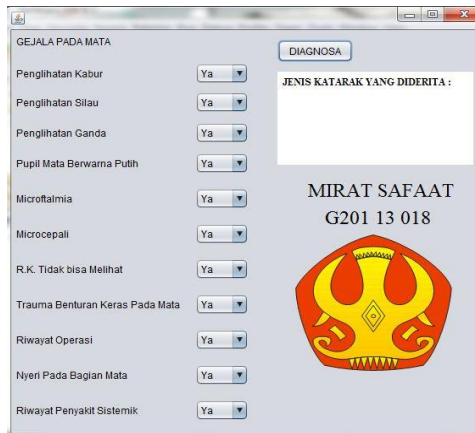 GEJALA PADA MATA
Penglihatan Kabur Ya
Penglihatan Silau Ya
Penglihatan Ganda Ya
Pupil Mata Berwarna Putih Ya
Microftalmia Ya
Microcepali Ya
R.K. Tidak bisa Melihat Ya
Trauma Benturan Keras Pada Mata Ya
Riwayat Operasi Ya
Nyeri Pada Bagian Mata Ya
Riwayat Penyakit Sistemik Ya
DIAGNOSA
JENIS KATARAK YANG DIDERITA :
MIRAT SAFAAT
G201 13 018